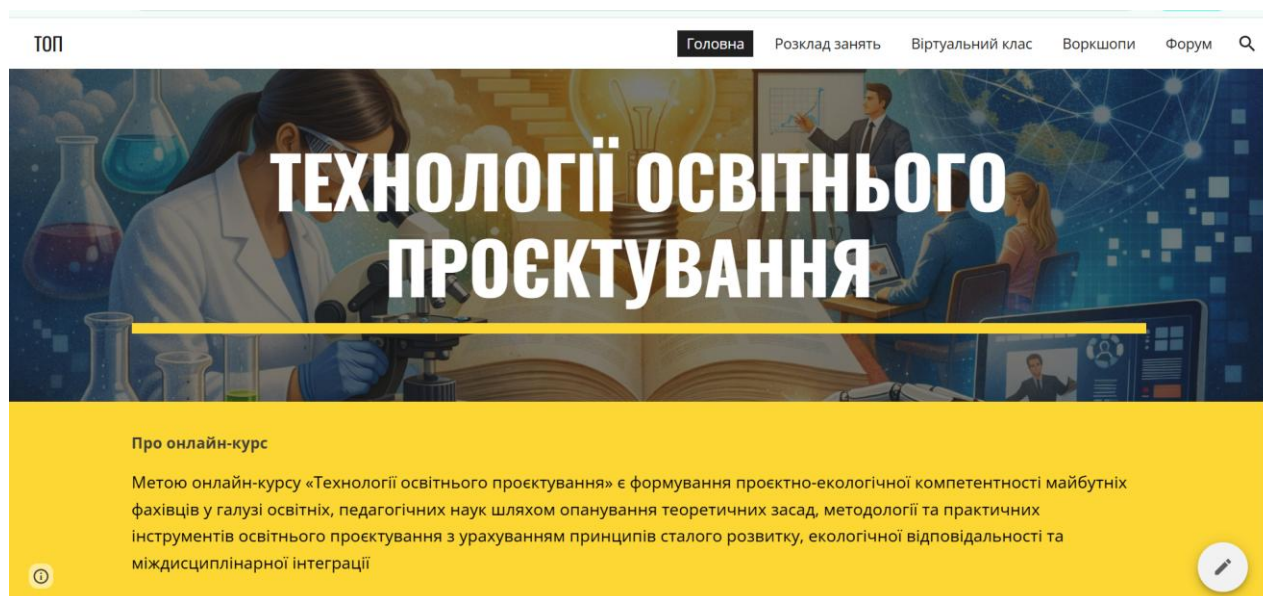 ТОП
Головна Розклад занять Віртуальний клас Воркшопи Форум
ТЕХНОЛОГІЇ ОСВІТНЬОГО
ПРОЄКТУВАННЯ
Про онлайн-курс
Метою онлайн-курсу «Технології освітнього проєктування» є формування проєктно-екологічної компетентності майбутніх
фахівців у галузі освітніх, педагогічних наук шляхом опанування теоретичних засад, методології та практичних
інструментів освітнього проєктування з урахуванням принципів сталого розвитку, екологічної відповідальності та
міждисциплінарної інтеграції